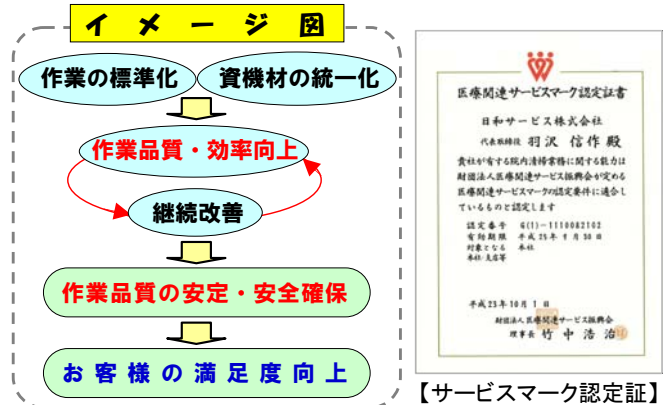 イメージ図
作業の標準化
資機材の統一化
作業品質・効率向上
継続改善
作業品質の安定・安全確保
お客様の満足度向上
医療関連サービスマーク認定証書
日和サービス株式会社
代表取締役 羽沢 信作 殿
貴社が有する院内清掃業務に関する能力は
財団法人医療関連サービス振興会が定める
医療関連サービスマークの認定要件に適合し
ているものと認定します
認定番号 6(1)-1110082102
有効期限 平成25年9月30日
対象となる 本社
本社・支店等
平成23年10月1日
財団法人医療関連サービス振興会
理事長 竹中浩治
【サービスマーク認定証】